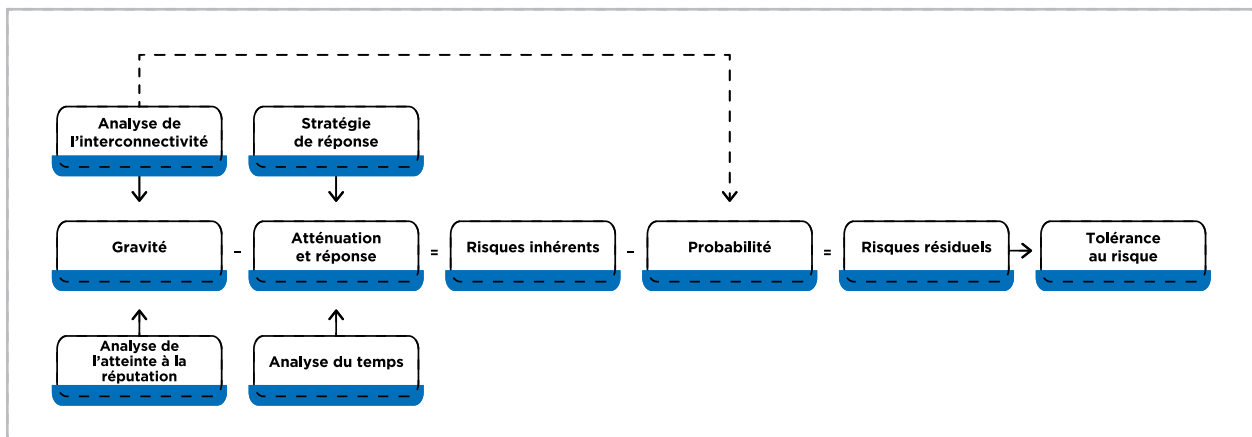 Analyse de
l'interconnectivité
Stratégie
de réponse
Gravité
-
Atténuation
et réponse
=
Risques inhérents
-
Probabilité
=
Risques résiduels
Tolérance
au risque
Analyse de
l'atteinte à la
réputation
Analyse du temps